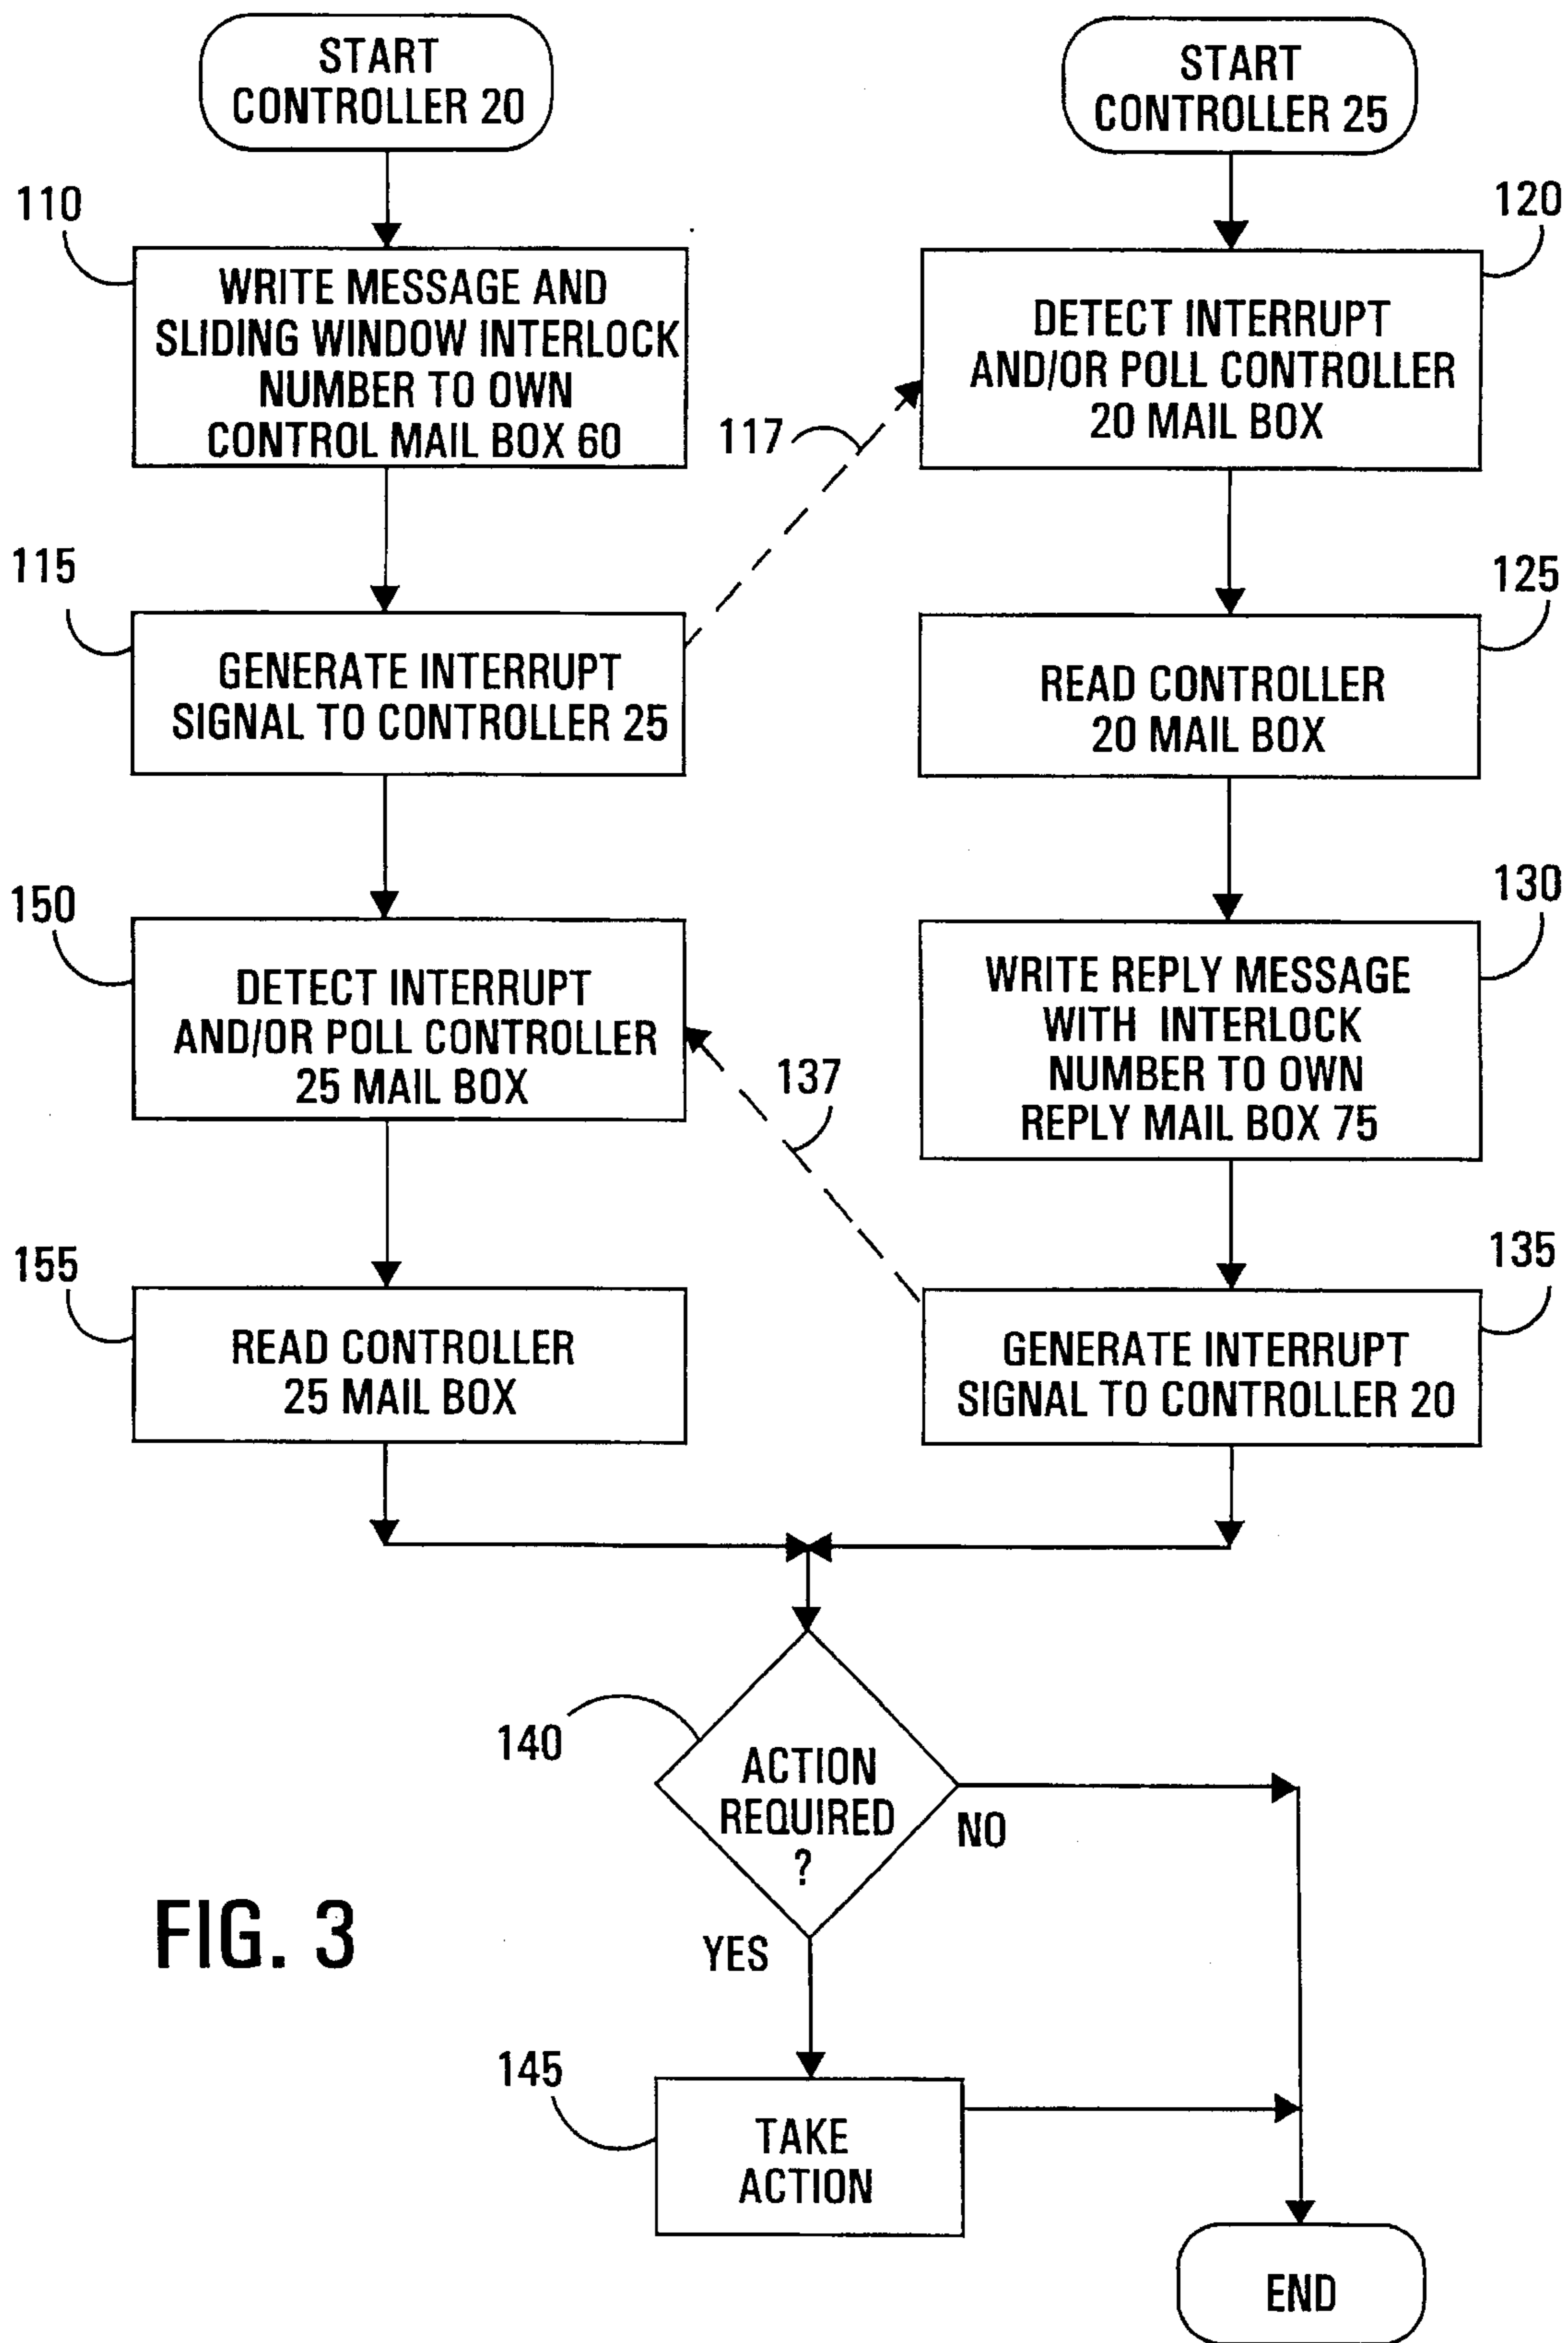 START
CONTROLLER 20
START
CONTROLLER 25
110
WRITE MESSAGE AND
SLIDING WINDOW INTERLOCK
NUMBER TO OWN
CONTROL MAIL BOX 60
120
DETECT INTERRUPT
AND/OR POLL CONTROLLER
20 MAIL BOX
117
115
GENERATE INTERRUPT
SIGNAL TO CONTROLLER 25
125
READ CONTROLLER
20 MAIL BOX
150
DETECT INTERRUPT
AND/OR POLL CONTROLLER
25 MAIL BOX
130
WRITE REPLY MESSAGE
WITH INTERLOCK
NUMBER TO OWN
REPLY MAIL BOX 75
137
155
READ CONTROLLER
25 MAIL BOX
135
GENERATE INTERRUPT
SIGNAL TO CONTROLLER 20
140
ACTION
REQUIRED
?
NO
YES
FIG. 3
145
TAKE
ACTION
END